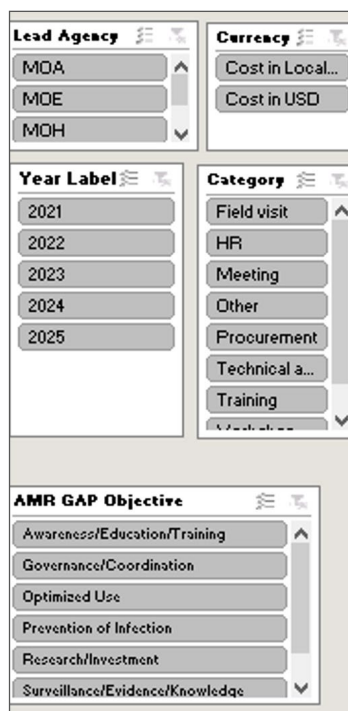 Lead Agency
MOA
MOE
MOH
Currency
Cost in Local...
Cost in USD
Year Label
2021
2022
2023
2024
2025
Category
Field visit
HR
Meeting
Other
Procurement
Technical a...
Training
AMR GAP Objective
Awareness/Education/Training
Governance/Coordination
Optimized Use
Prevention of Infection
Research/Investment
Surveillance/Evidence/Knowledge